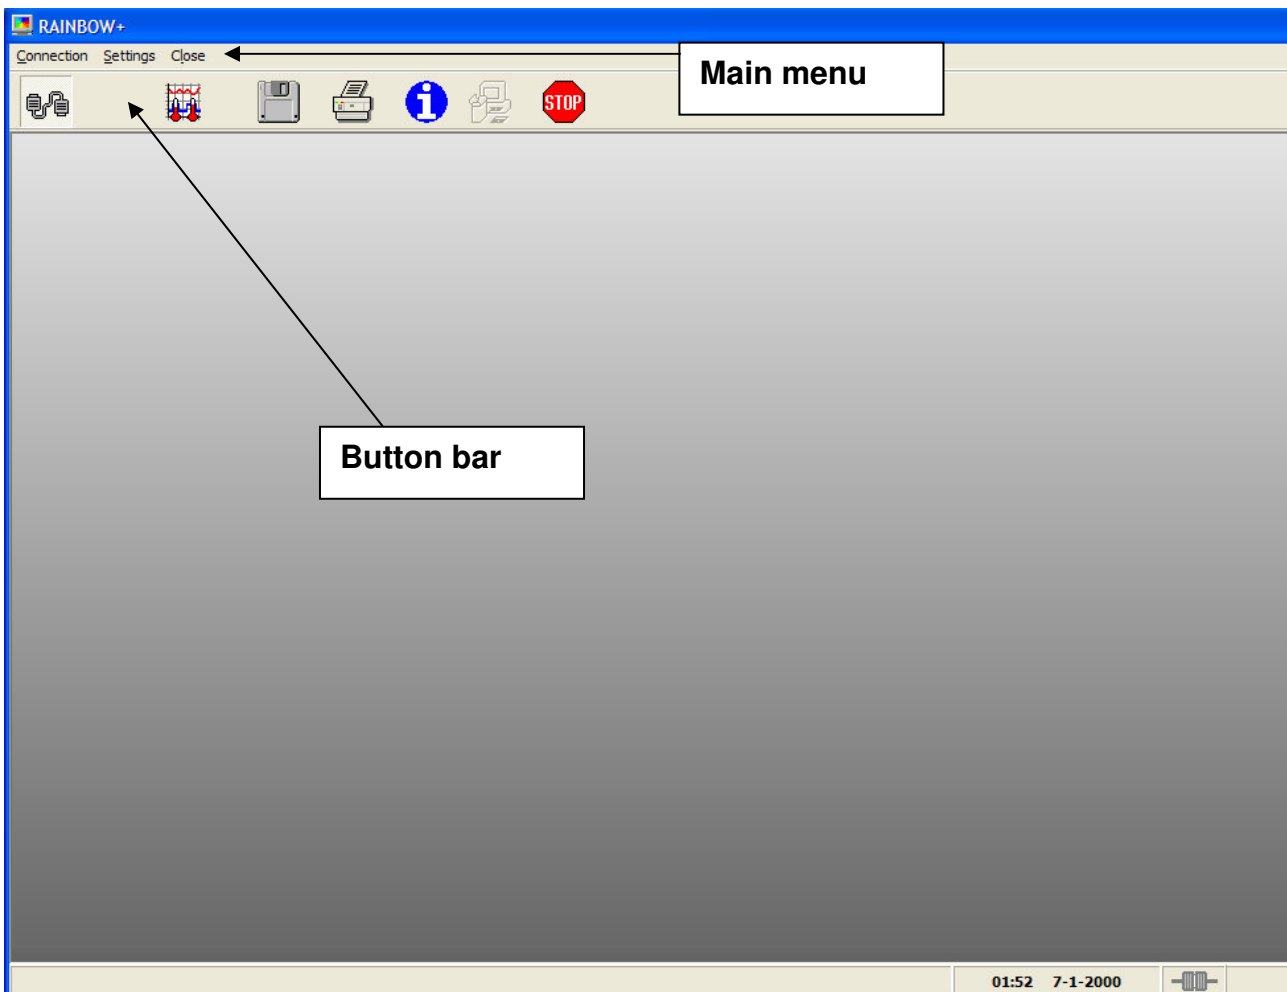 RAINBOW+
Connection Settings Close
Main menu
STOP
Button bar
01:52 7-1-2000